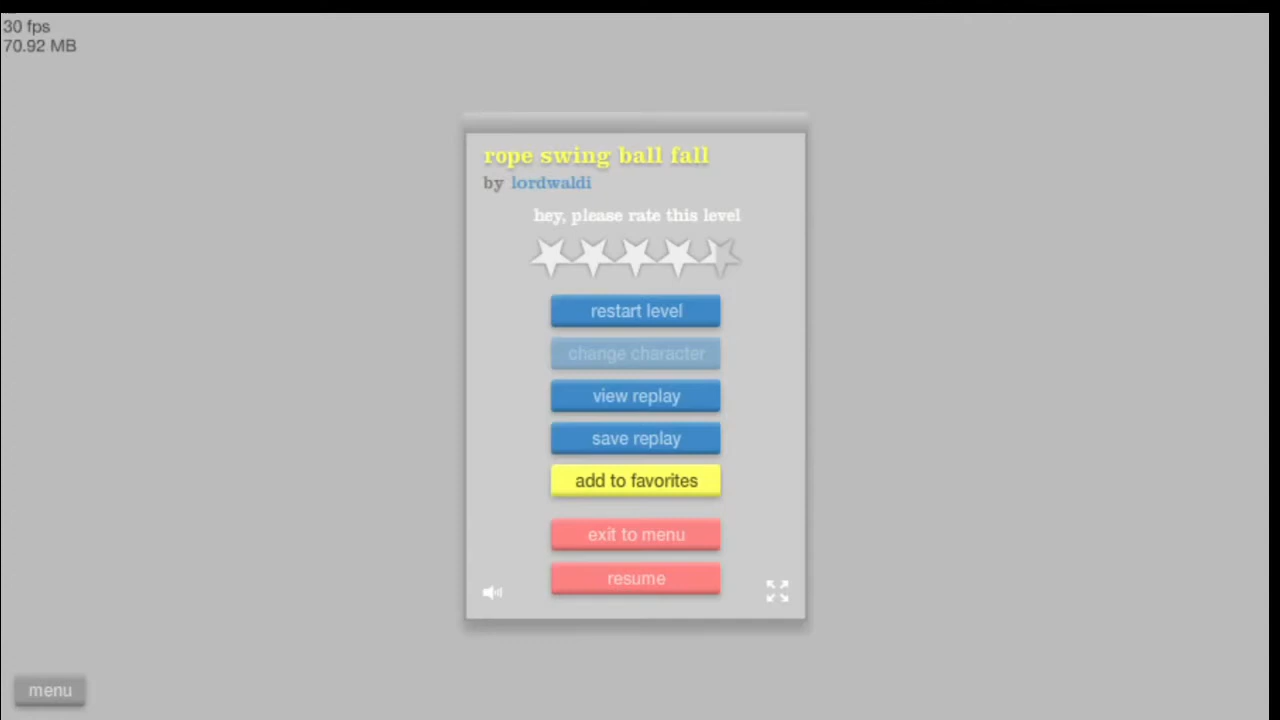 30 fps
70.92 MB
rope swing ball fall
by lordwaldi
hey, please rate this level
restart level
change character
view replay
save replay
add to favorites
exit to menu
resume
menu